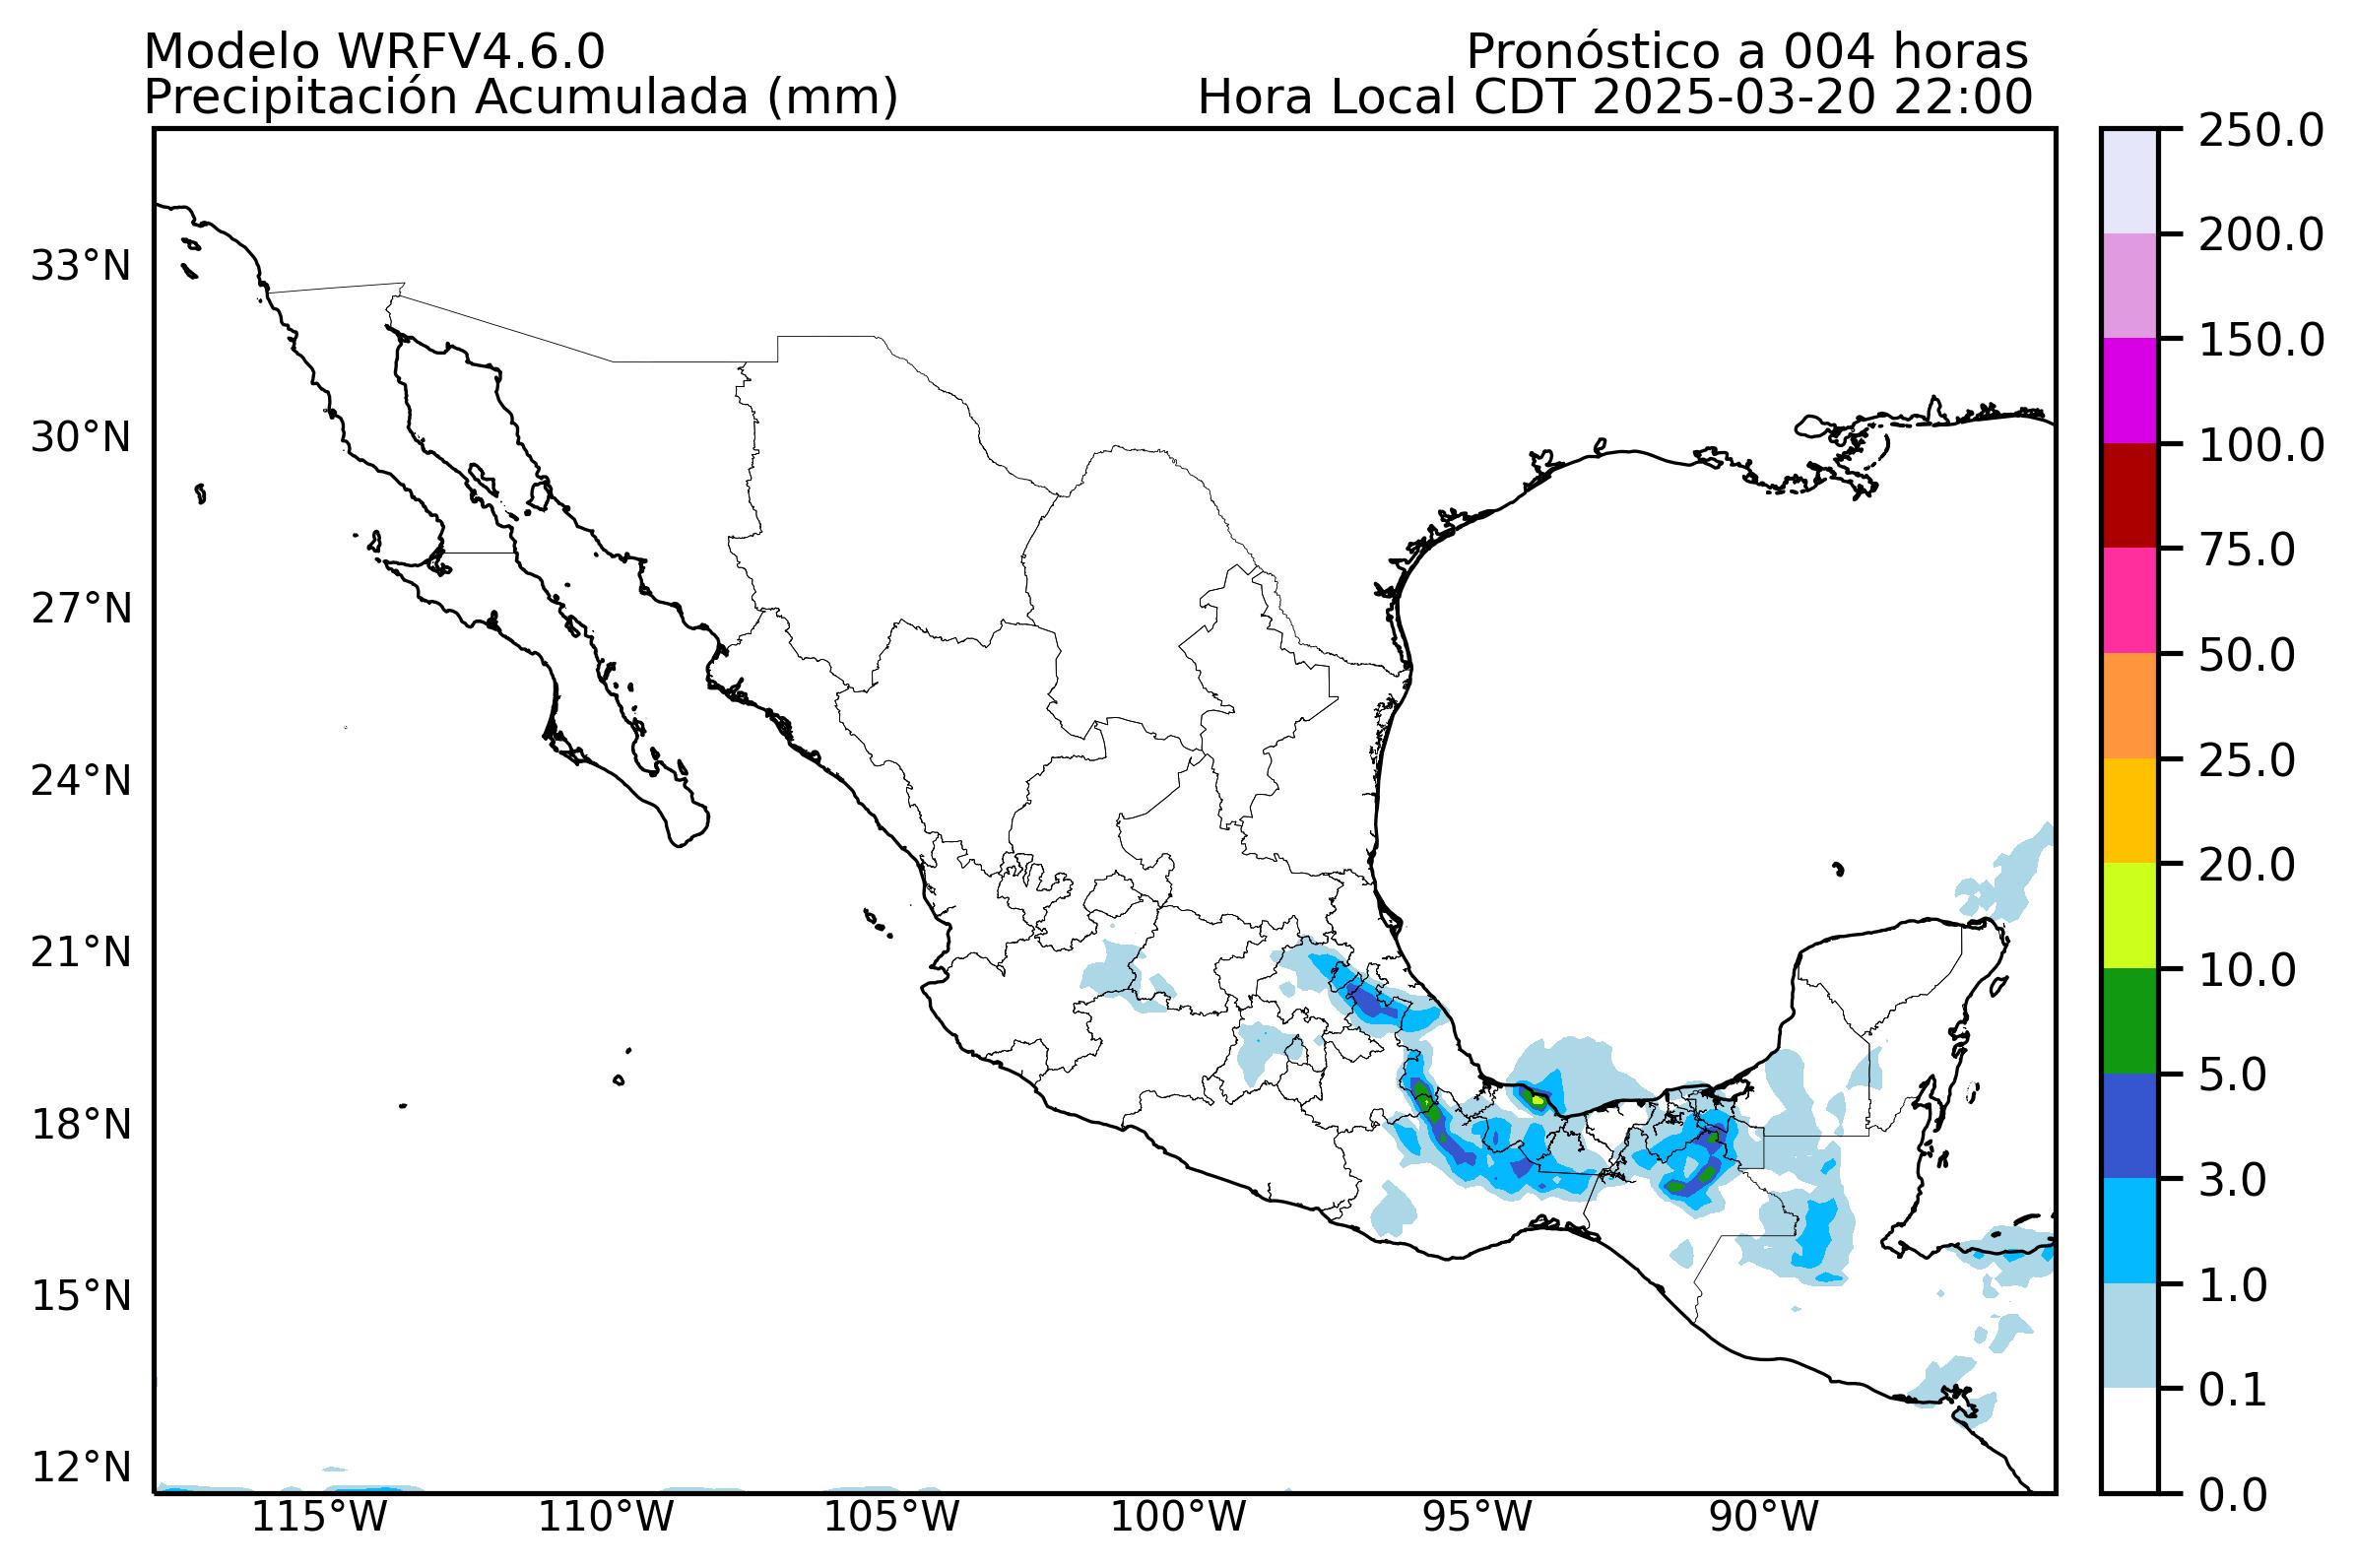 Modelo WRFV4.6.0
Pronóstico a 004 horas
Precipitación Acumulada (mm)
Hora Local CDT 2025-03-20 22:00
33°N
30°N
27°N
24°N
21°N
18°N
15°N
12°N
115°W
110°W
105°W
100°W
95°W
90°W
250.0
200.0
150.0
100.0
75.0
50.0
25.0
20.0
10.0
5.0
3.0
1.0
0.1
0.0